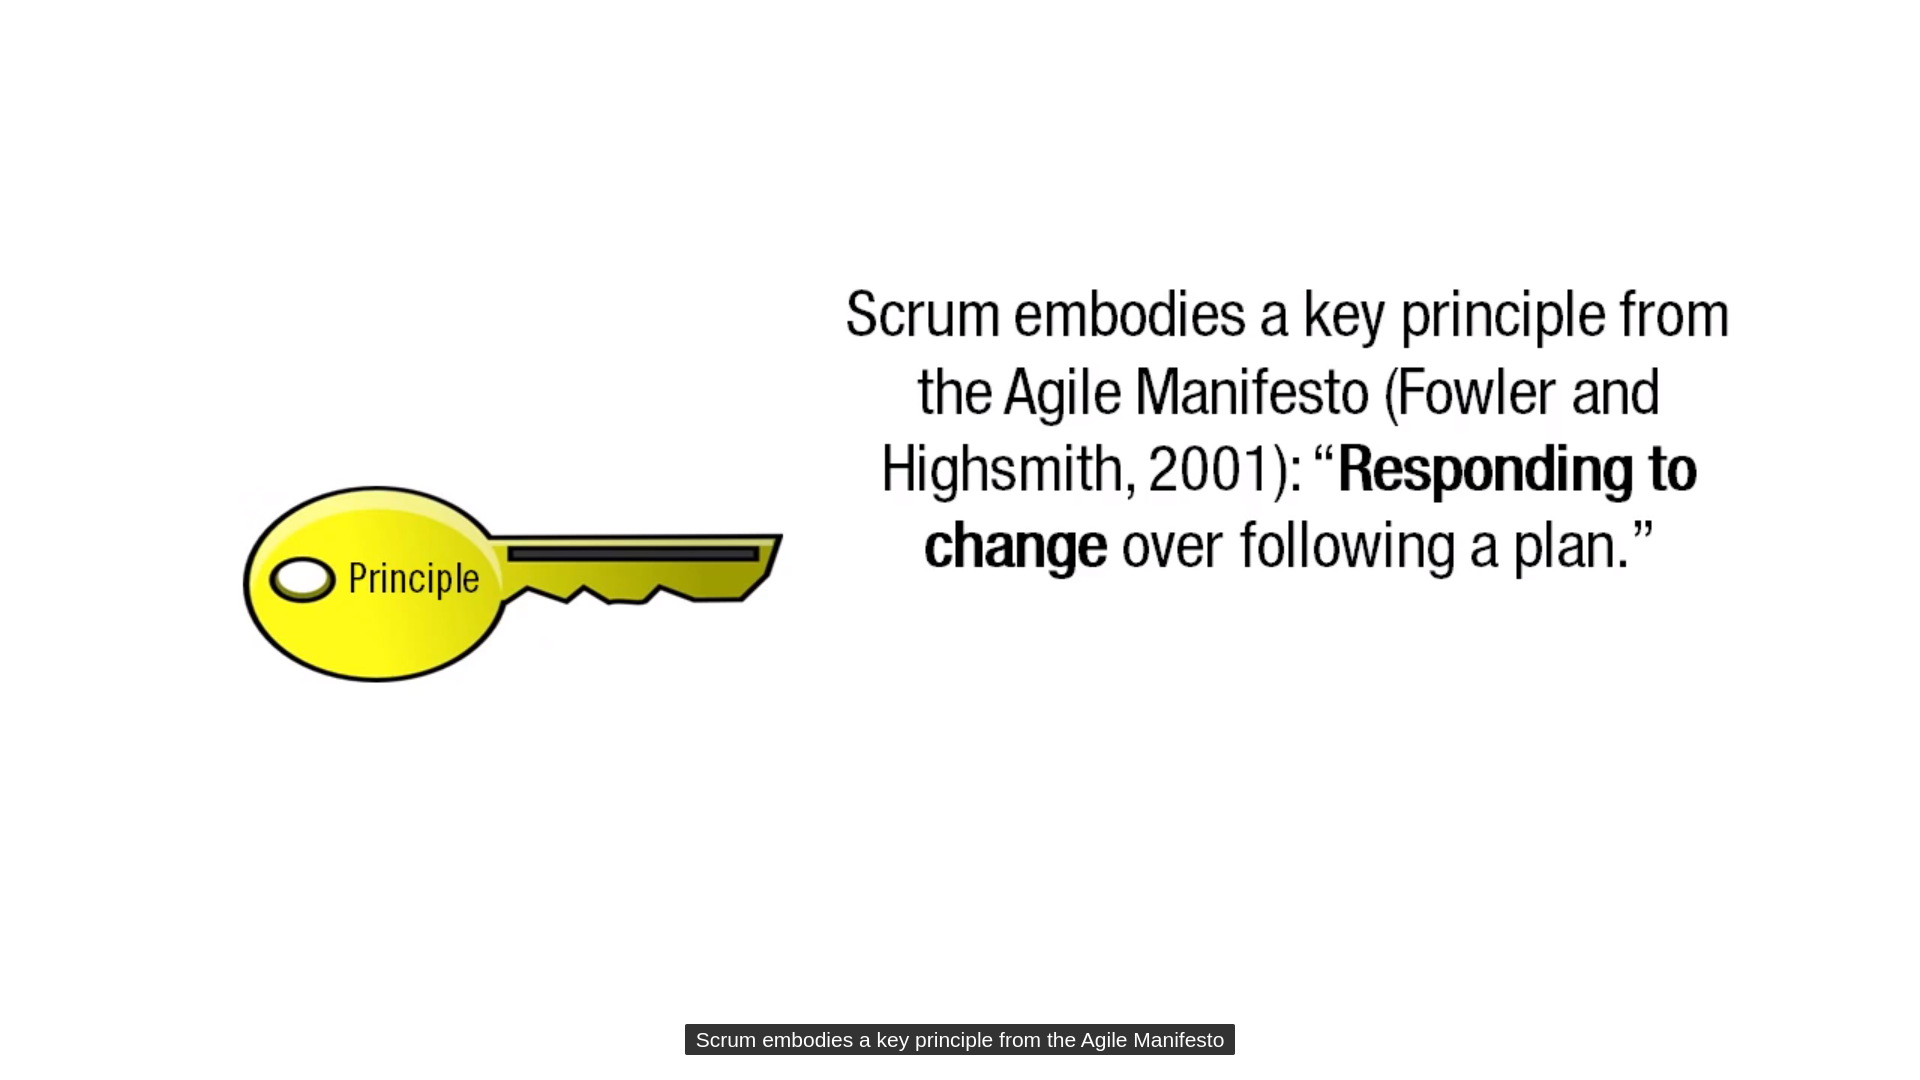 Principle
Scrum embodies a key principle from
the Agile Manifesto (Fowler and
Highsmith, 2001): “Responding to
change over following a plan.”
Scrum embodies a key principle from the Agile Manifesto